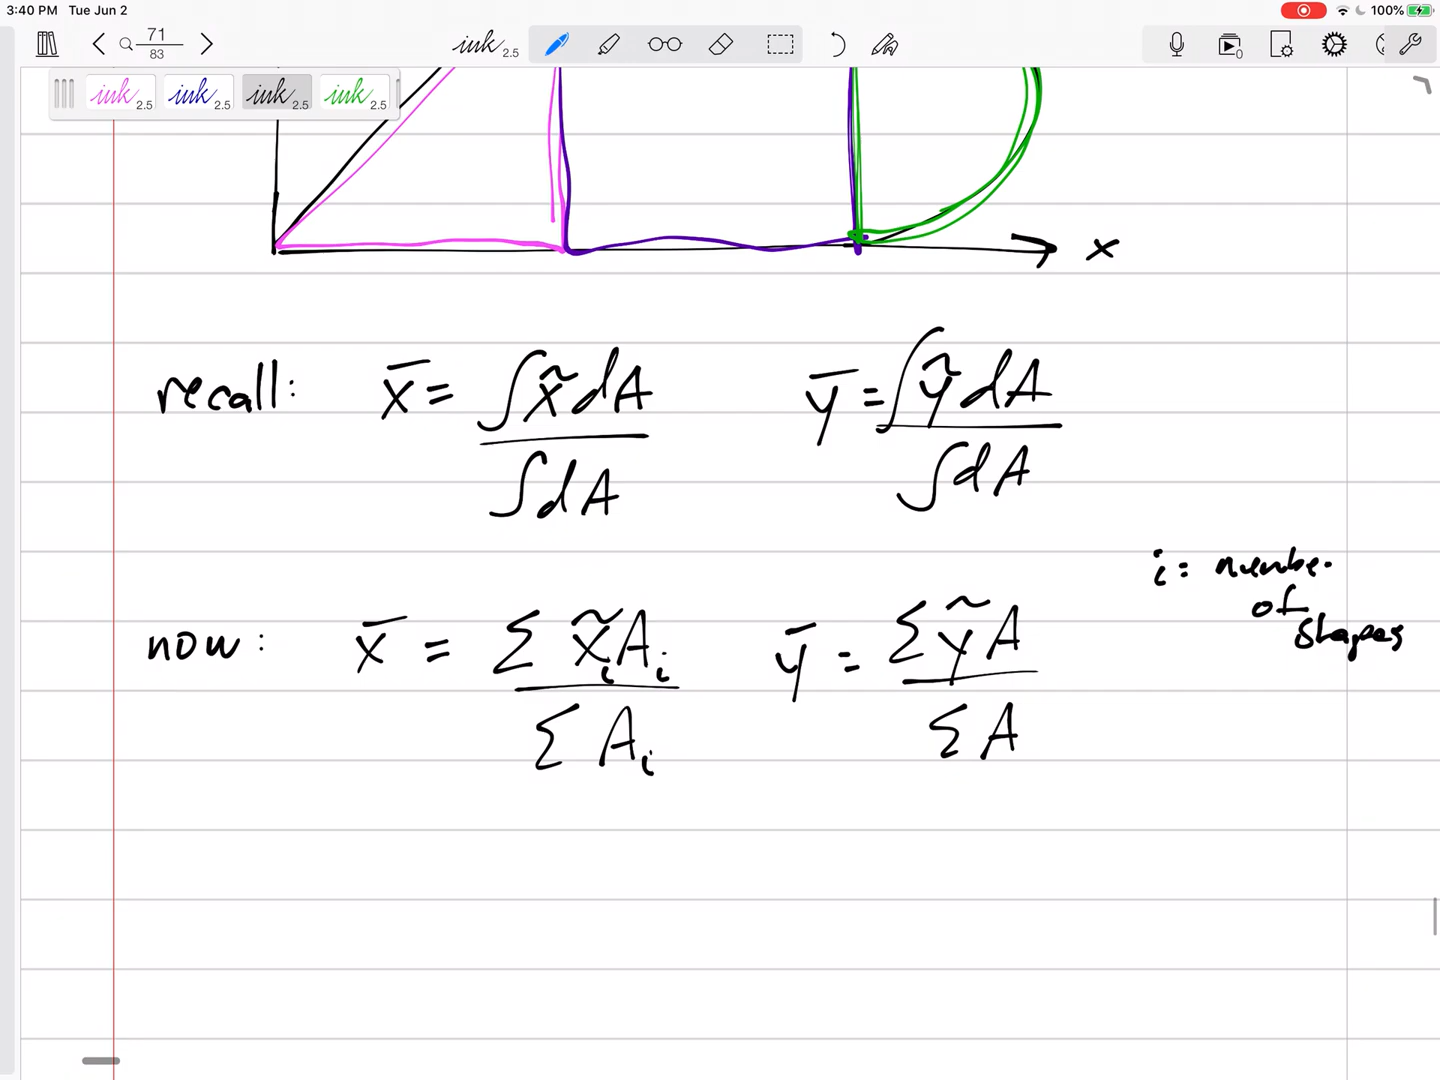 3:40 PM Tue Jun 2
100%
71
83
ink 2.5
0
ink 2.5 ink 2.5 ink 2.5 ink 2.5
x
recall: x̄ = ∫x̃dA / ∫dA ȳ = ∫ỹdA / ∫dA
i = number
of
shapes
now: x̄ = Σ x̃ᵢAᵢ / Σ Aᵢ ȳ = Σ ỹ A / Σ A